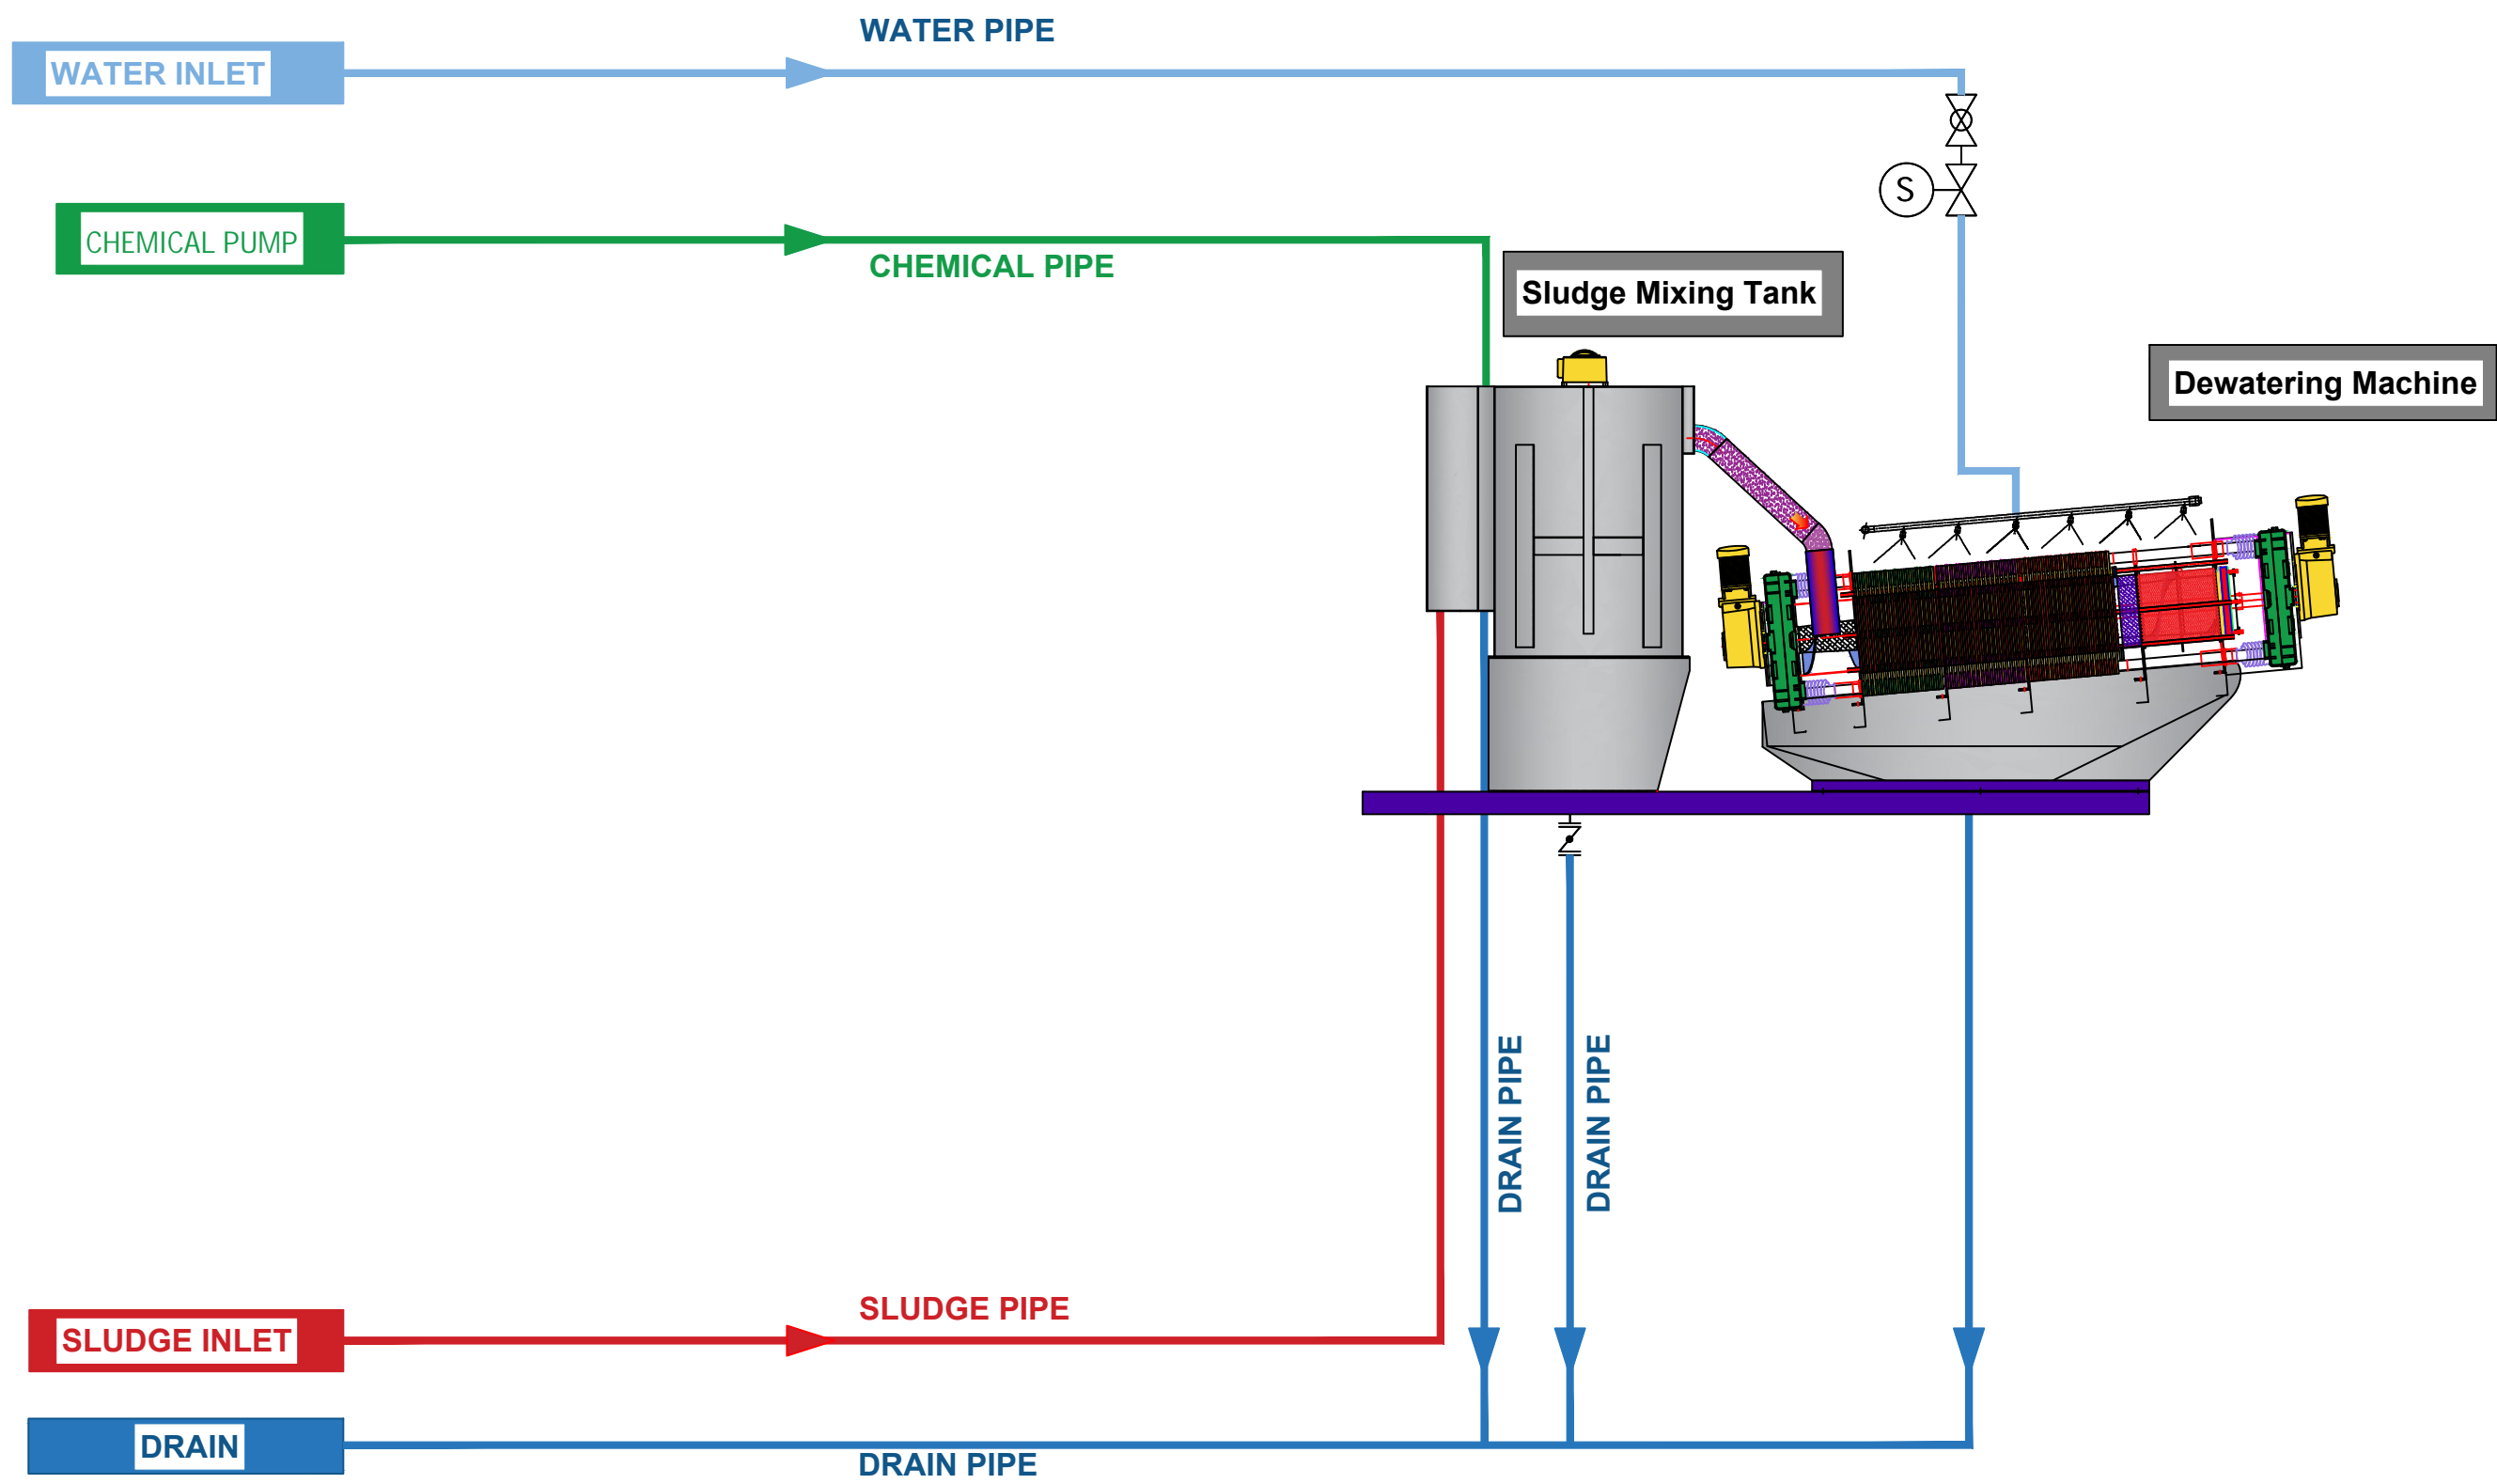 WATER PIPE
WATER INLET
S
CHEMICAL PUMP
CHEMICAL PIPE
Sludge Mixing Tank
Dewatering Machine
DRAIN PIPE
DRAIN PIPE
SLUDGE PIPE
SLUDGE INLET
DRAIN
DRAIN PIPE